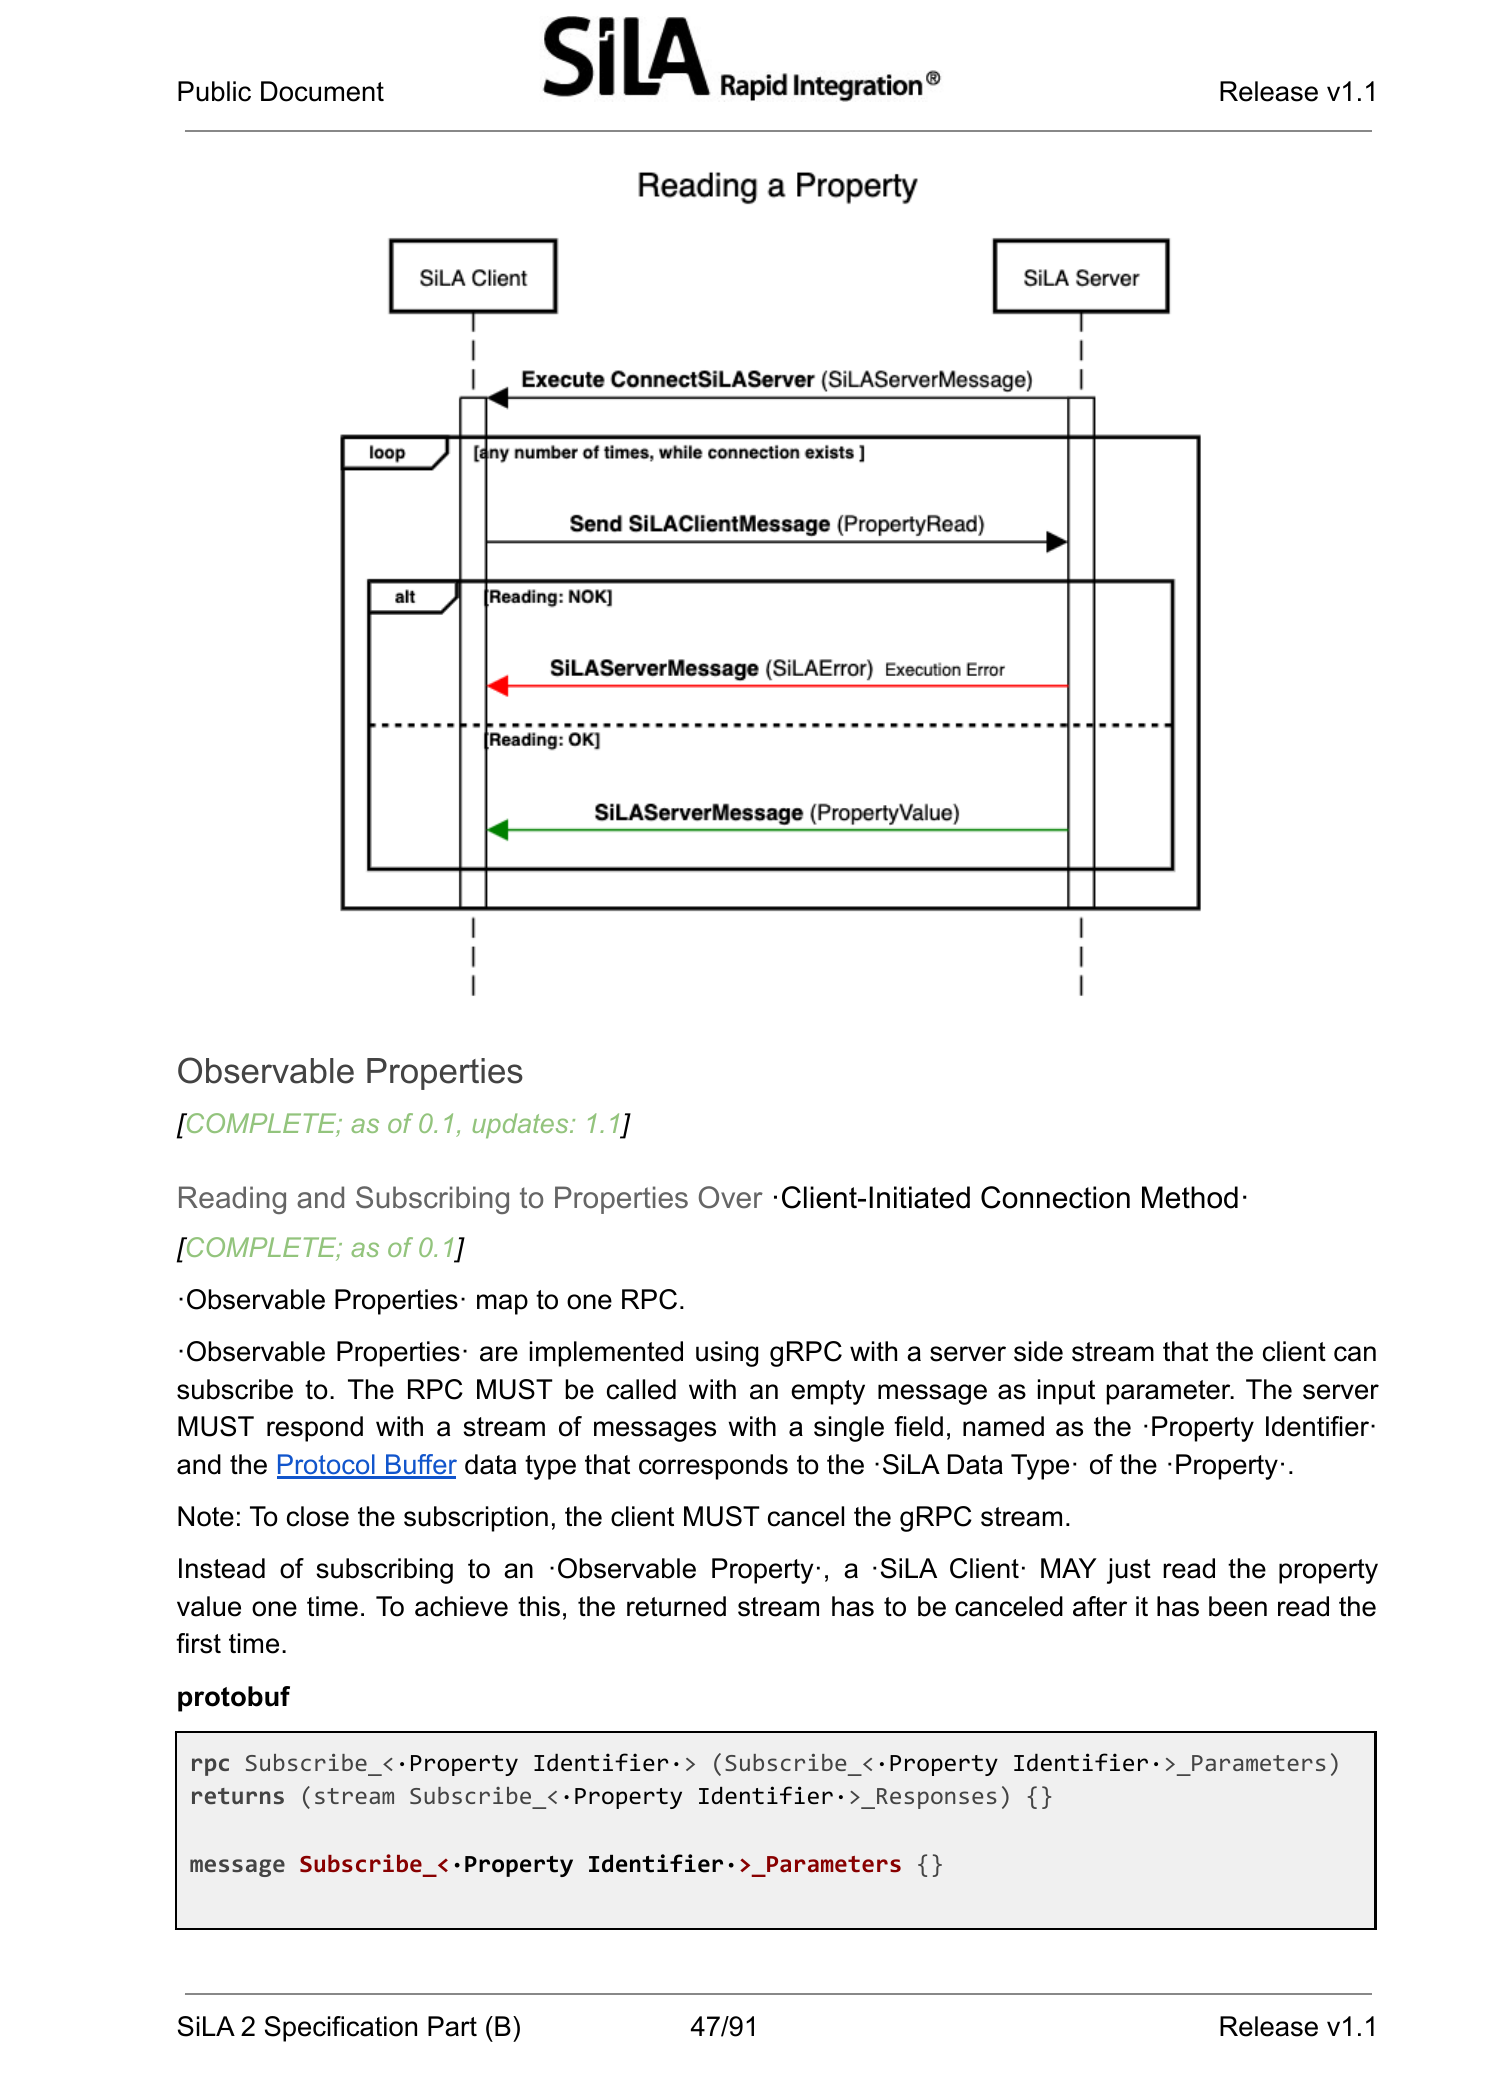 Public Document
SiLA Rapid Integration®
Release v1.1
Reading a Property
SiLA Client
SiLA Server
Execute ConnectSiLAServer (SiLAServerMessage)
loop
[any number of times, while connection exists ]
Send SiLAClientMessage (PropertyRead)
alt
[Reading: NOK]
SiLAServerMessage (SiLAError) Execution Error
[Reading: OK]
SiLAServerMessage (PropertyValue)
Observable Properties
[COMPLETE; as of 0.1, updates: 1.1]
Reading and Subscribing to Properties Over ·Client-Initiated Connection Method·
[COMPLETE; as of 0.1]
·Observable Properties· map to one RPC.
·Observable Properties· are implemented using gRPC with a server side stream that the client can
subscribe to. The RPC MUST be called with an empty message as input parameter. The server
MUST respond with a stream of messages with a single field, named as the ·Property Identifier·
and the Protocol Buffer data type that corresponds to the ·SiLA Data Type· of the ·Property·.
Note: To close the subscription, the client MUST cancel the gRPC stream.
Instead of subscribing to an ·Observable Property·, a ·SiLA Client· MAY just read the property
value one time. To achieve this, the returned stream has to be canceled after it has been read the
first time.
protobuf
rpc Subscribe_<·Property Identifier·> (Subscribe_<·Property Identifier·>_Parameters)
returns (stream Subscribe_<·Property Identifier·>_Responses) {}
message Subscribe_<·Property Identifier·>_Parameters {}
SiLA 2 Specification Part (B)
47/91
Release v1.1